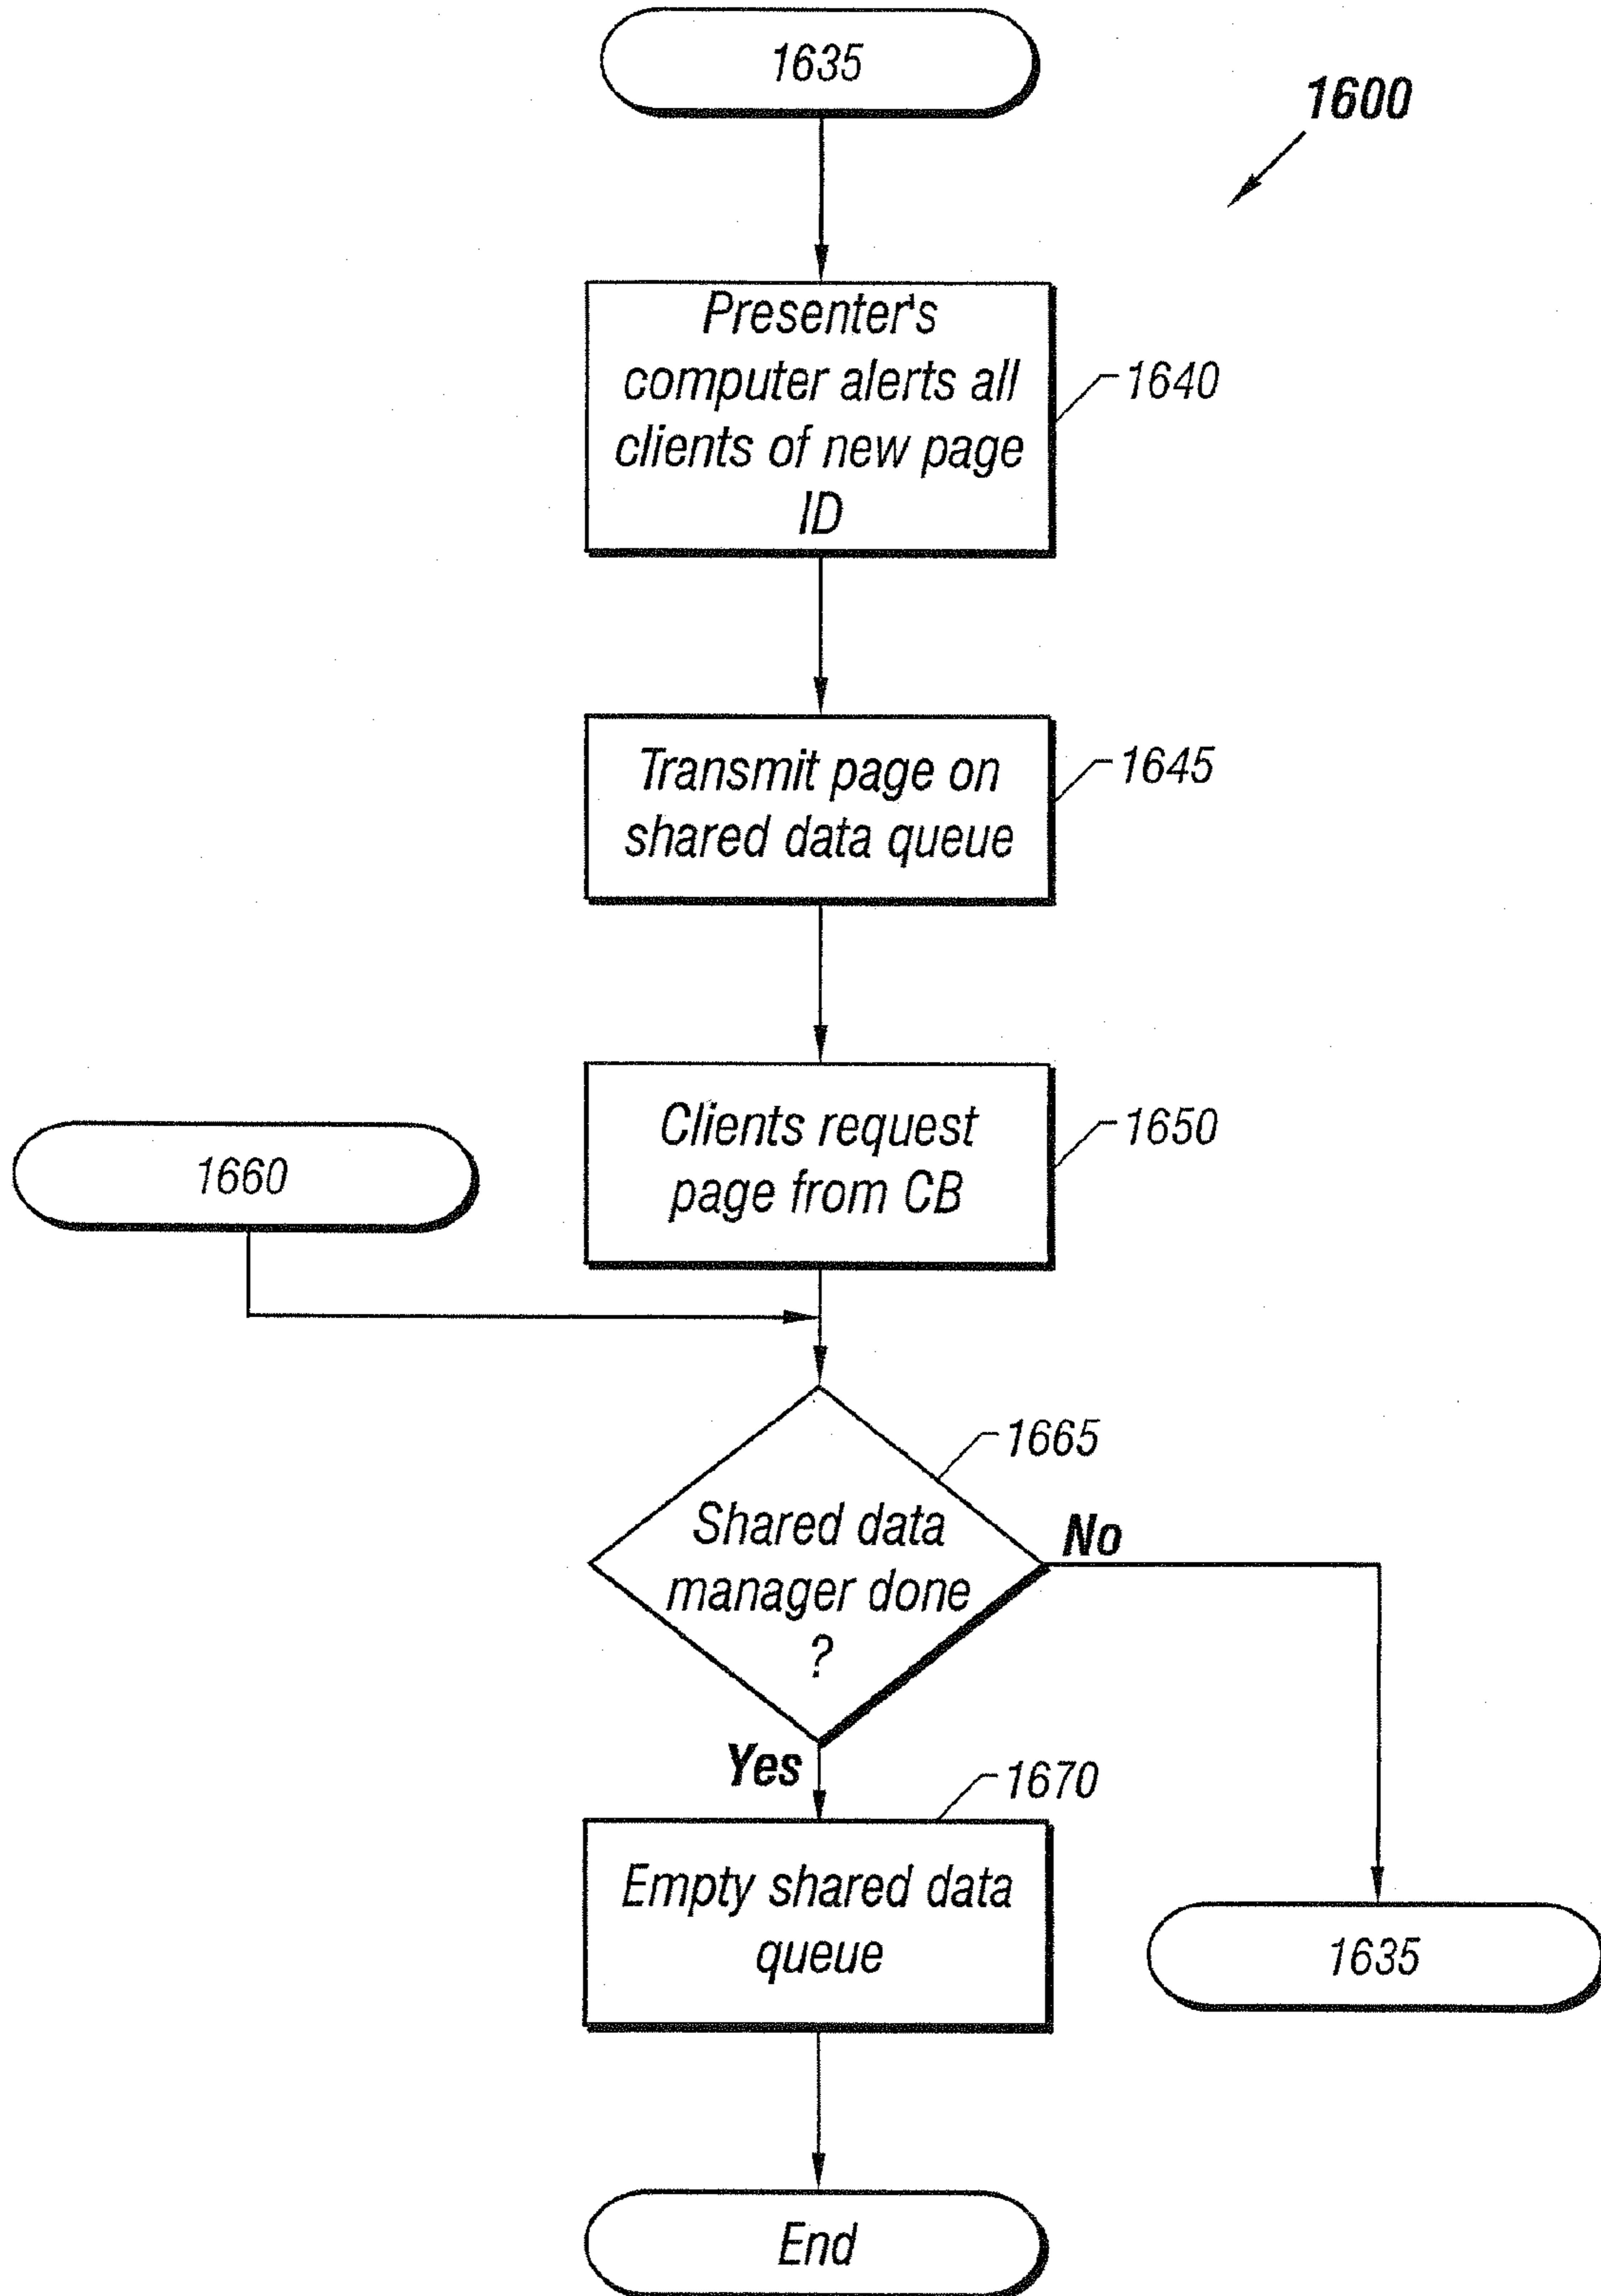 1635
1600
Presenter's
computer alerts all
clients of new page
ID
1640
Transmit page on
shared data queue
1645
Clients request
page from CB
1650
1660
1665
Shared data
manager done
?
No
Yes
1670
Empty shared data
queue
1635
End